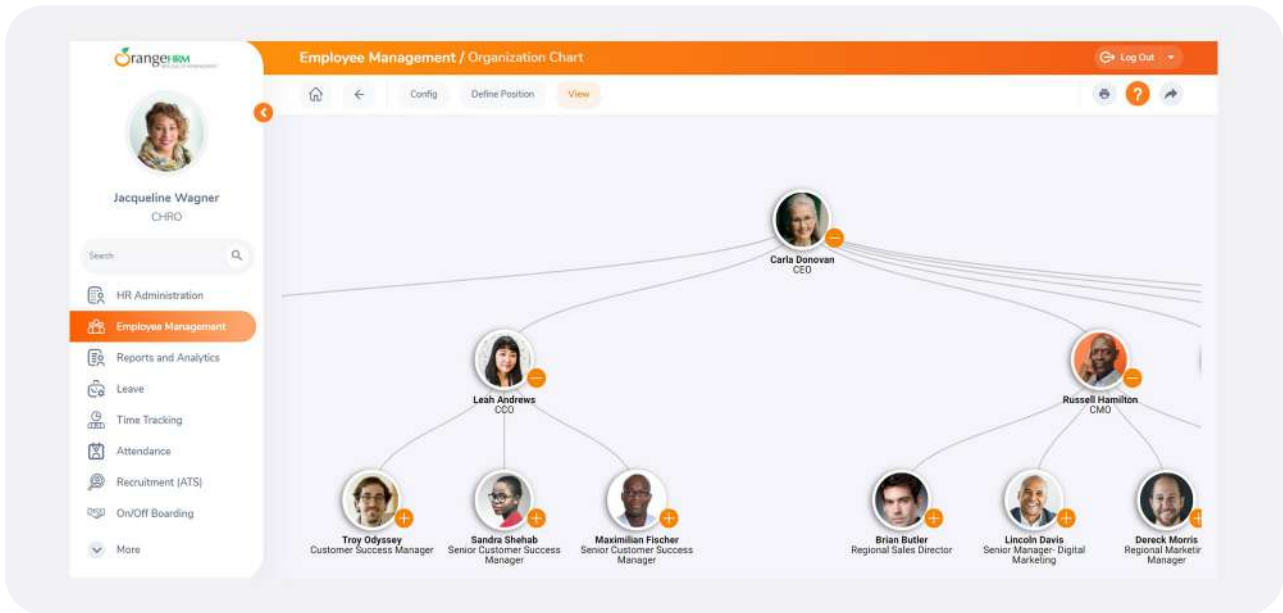 OrangeHRM
Employee Management / Organization Chart
Log Out
Config
Define Position
View
?
Jacqueline Wagner
CHRO
Search
HR Administration
Employee Management
Reports and Analytics
Leave
Time Tracking
Attendance
Recruitment (ATS)
On/Off Boarding
More
Carla Donovan
CEO
Leah Andrews
CCO
Russell Hamilton
CMO
Troy Odyssey
Customer Success Manager
Sandra Shehab
Senior Customer Success
Manager
Maximilian Fischer
Senior Customer Success
Manager
Brian Butler
Regional Sales Director
Lincoln Davis
Senior Manager- Digital
Marketing
Dereck Morris
Regional Marketin
Manager